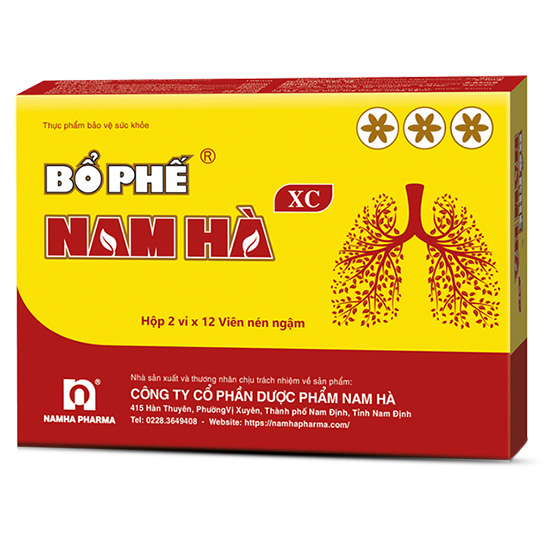 Thực phẩm bảo vệ sức khỏe
BỔ PHẾ ®
NAM HÀ
XC
Hộp 2 vỉ x 12 Viên nén ngậm
Nhà sản xuất và thương nhân chịu trách nhiệm về sản phẩm:
CÔNG TY CỔ PHẦN DƯỢC PHẨM NAM HÀ
415 Hàn Thuyên, PhườngVị Xuyên, Thành phố Nam Định, Tỉnh Nam Định
Tel: 0228.3649408 - Website: https://namhapharma.com/
n ®
NAMHA PHARMA